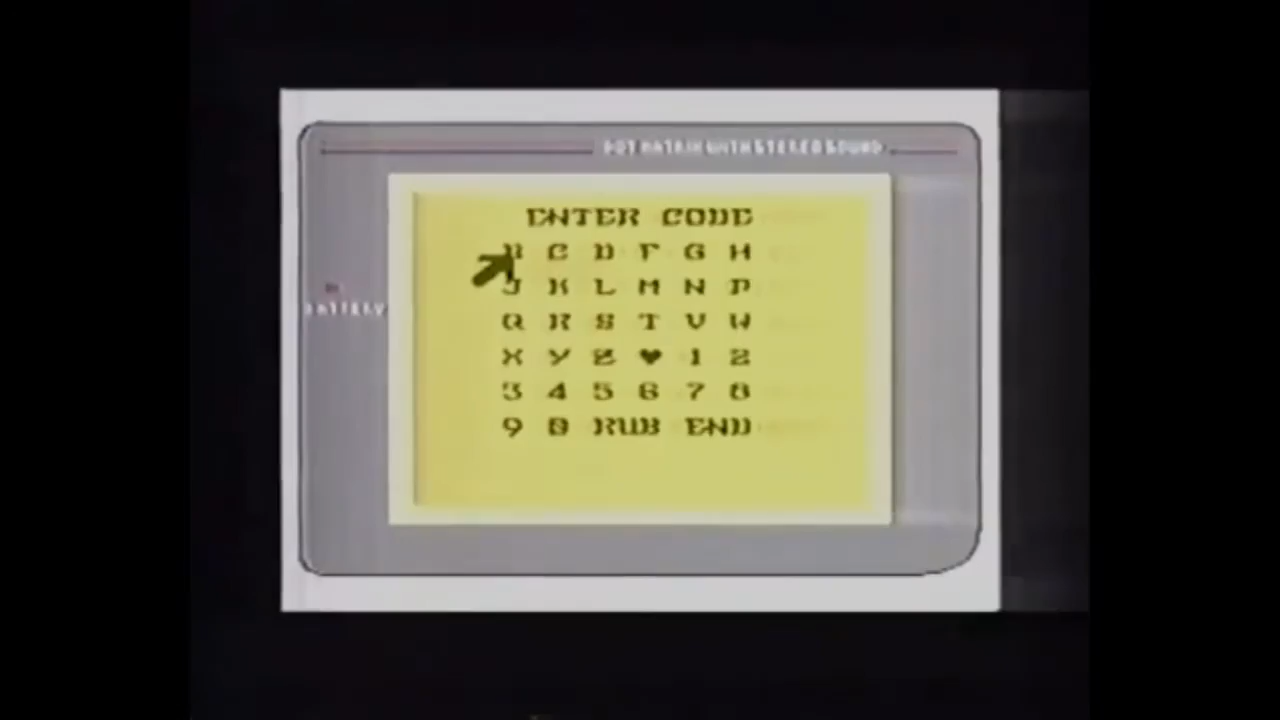 DOT MATRIX WITH STEREO SOUND
ENTER CODE
B C D F G H
J K L M N P
BATTERY
Q R S T V W
X Y Z ♥ 1 2
3 4 5 6 7 8
9 0 RUB END